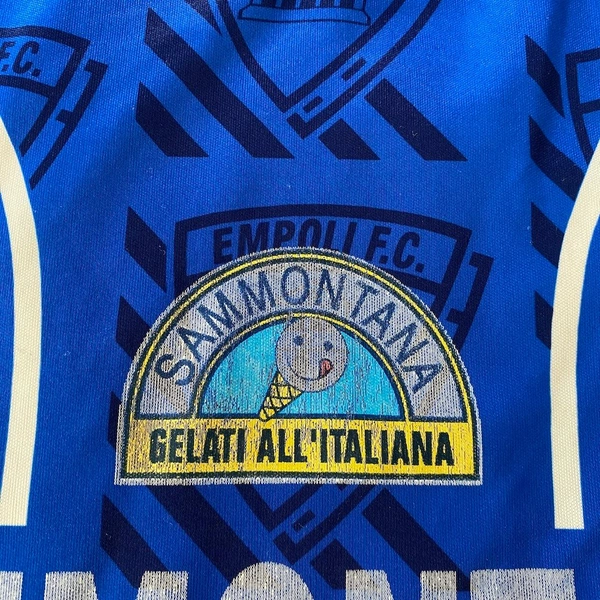 F.C.
EMPOLI F.C.
SAMMONTANA
GELATI ALL'ITALIANA